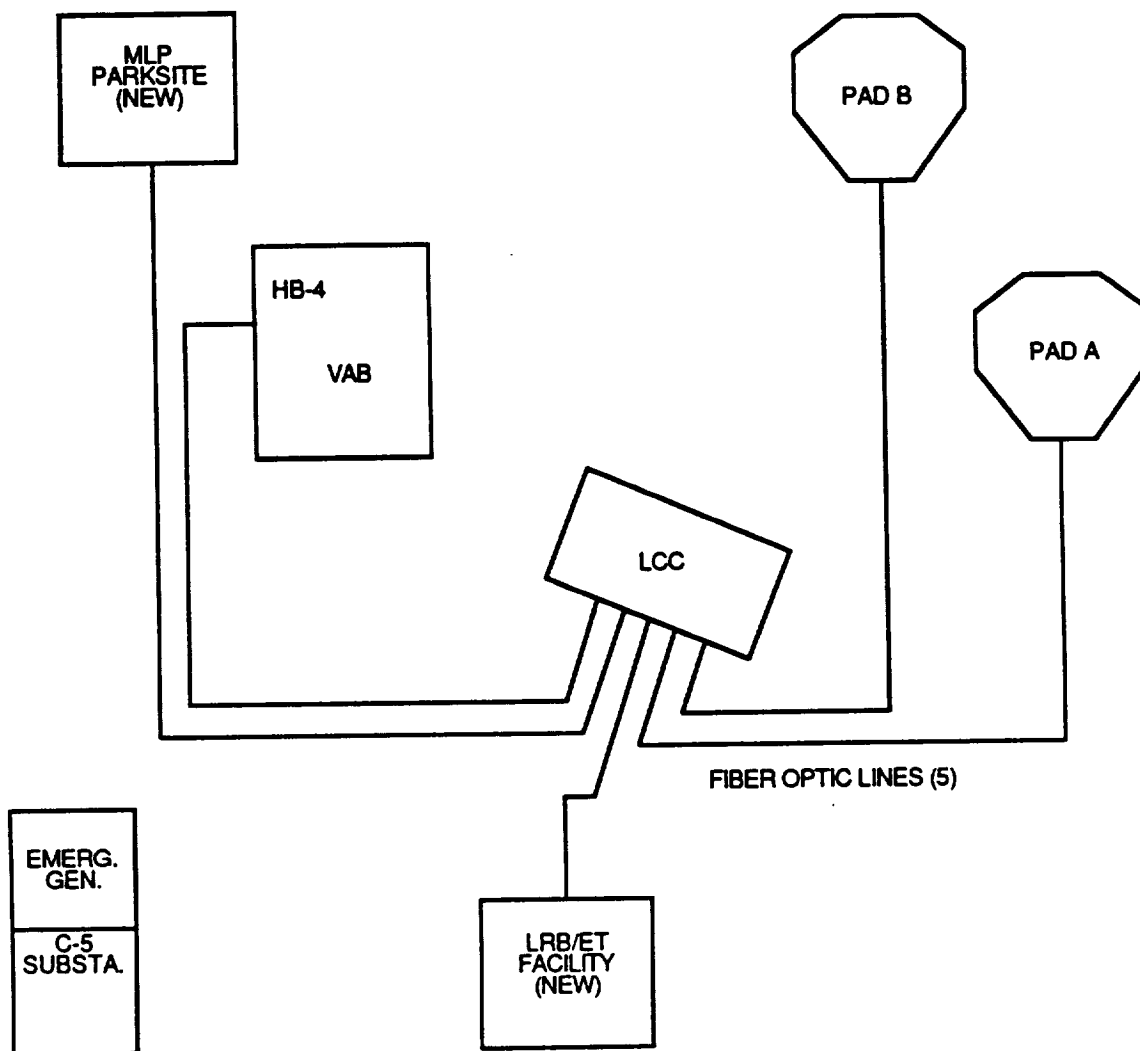 MLP
PARKSITE
(NEW)
PAD B
HB-4
VAB
PAD A
LCC
FIBER OPTIC LINES (5)
EMERG.
GEN.
C-5
SUBSTA.
LRB/ET
FACILITY
(NEW)